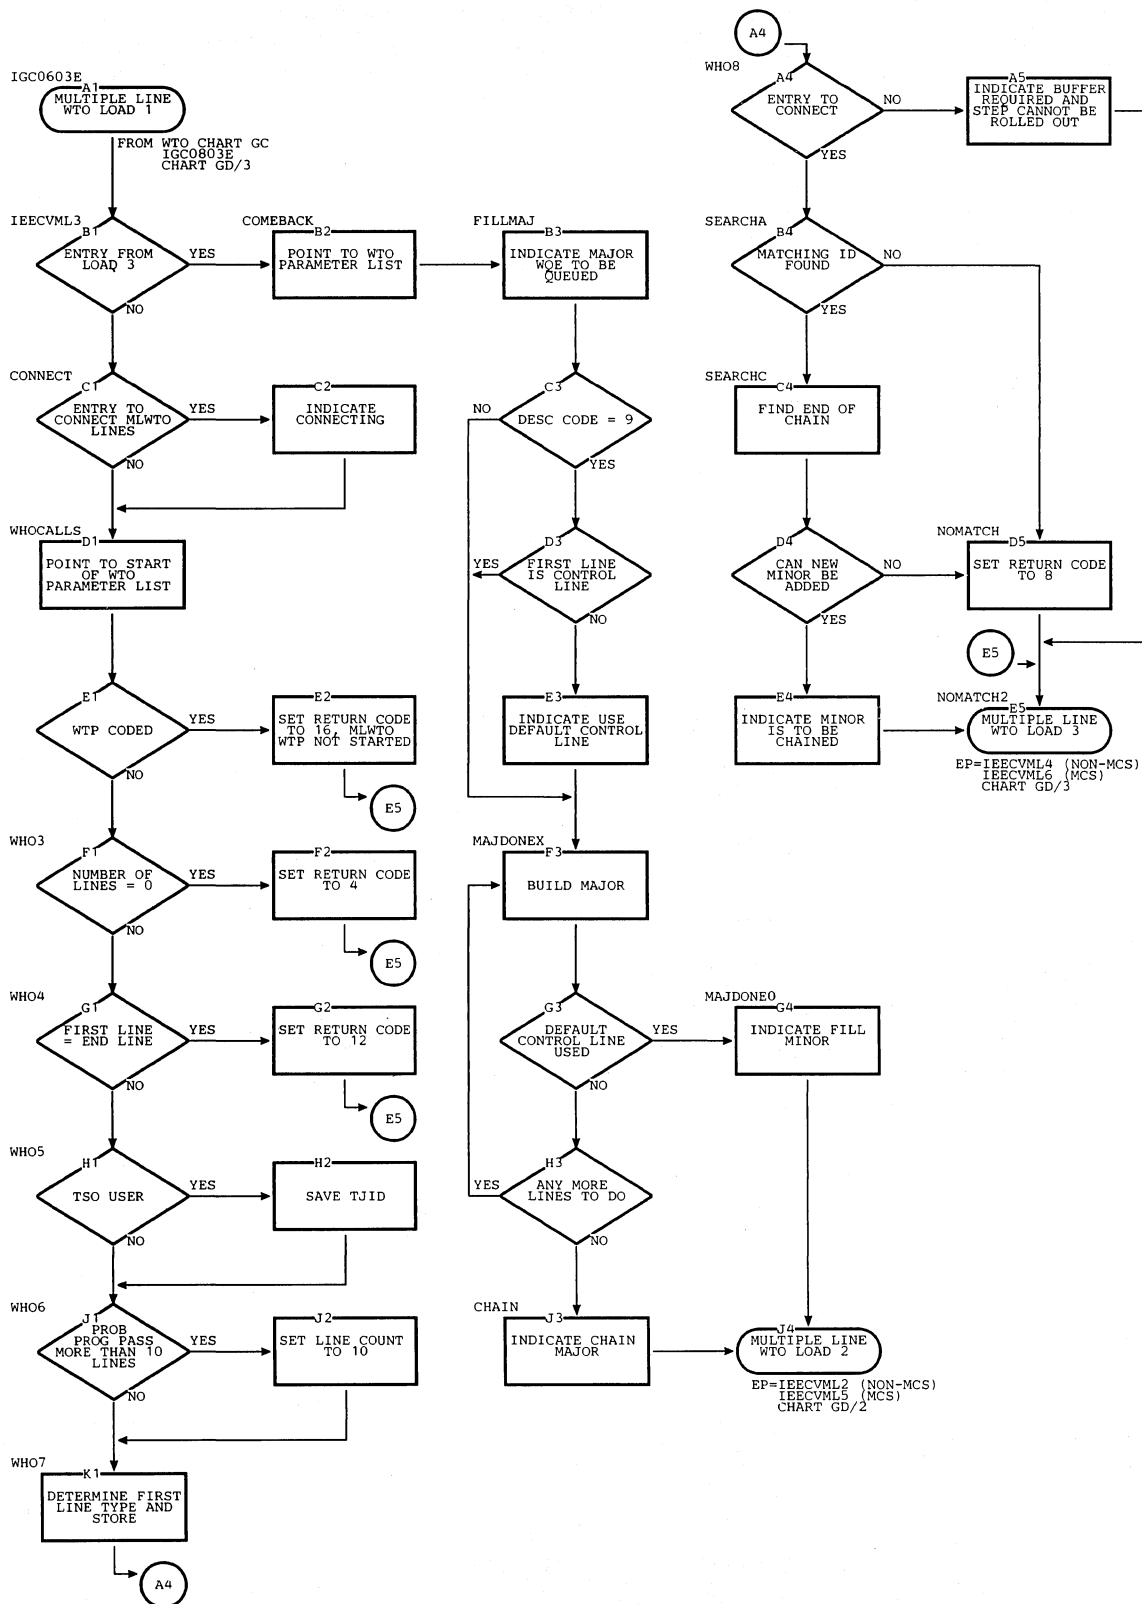 IGC0603E
A1
MULTIPLE LINE
WTO LOAD 1
FROM WTO CHART GC
IGC0803E
CHART GD/3
IEECVML3
B1
ENTRY FROM
LOAD 3
YES
NO
COMEBACK
B2
POINT TO WTO
PARAMETER LIST
FILLMAJ
B3
INDICATE MAJOR
WQE TO BE
QUEUED
CONNECT
C1
ENTRY TO
CONNECT MLWTO
LINES
YES
NO
C2
INDICATE
CONNECTING
C3
DESC CODE = 9
NO
YES
WHOCALLS
D1
POINT TO START
OF WTO
PARAMETER LIST
D3
FIRST LINE
IS CONTROL
LINE
YES
NO
E1
WTP CODED
YES
NO
E2
SET RETURN CODE
TO 16, MLWTO
WTP NOT STARTED
E5
E3
INDICATE USE
DEFAULT CONTROL
LINE
WHO3
F1
NUMBER OF
LINES = 0
YES
NO
F2
SET RETURN CODE
TO 4
E5
MAJDONEX
F3
BUILD MAJOR
WHO4
G1
FIRST LINE
= END LINE
YES
NO
G2
SET RETURN CODE
TO 12
E5
G3
DEFAULT
CONTROL LINE
USED
YES
NO
MAJDONEO
G4
INDICATE FILL
MINOR
WHO5
H1
TSO USER
YES
NO
H2
SAVE TJID
H3
ANY MORE
LINES TO DO
YES
NO
WHO6
J1
PROB
PROG PASS
MORE THAN 10
LINES
YES
NO
J2
SET LINE COUNT
TO 10
CHAIN
J3
INDICATE CHAIN
MAJOR
J4
MULTIPLE LINE
WTO LOAD 2
EP=IEECVML2 (NON-MCS)
IEECVML5 (MCS)
CHART GD/2
WHO7
K1
DETERMINE FIRST
LINE TYPE AND
STORE
A4
A4
WHO8
A4
ENTRY TO
CONNECT
NO
YES
A5
INDICATE BUFFER
REQUIRED AND
STEP CANNOT BE
ROLLED OUT
SEARCHA
B4
MATCHING ID
FOUND
NO
YES
SEARCHC
C4
FIND END OF
CHAIN
D4
CAN NEW
MINOR BE
ADDED
NO
YES
NOMATCH
D5
SET RETURN CODE
TO 8
E5
E4
INDICATE MINOR
IS TO BE
CHAINED
NOMATCH2
E5
MULTIPLE LINE
WTO LOAD 3
EP=IEECVML4 (NON-MCS)
IEECVML6 (MCS)
CHART GD/3